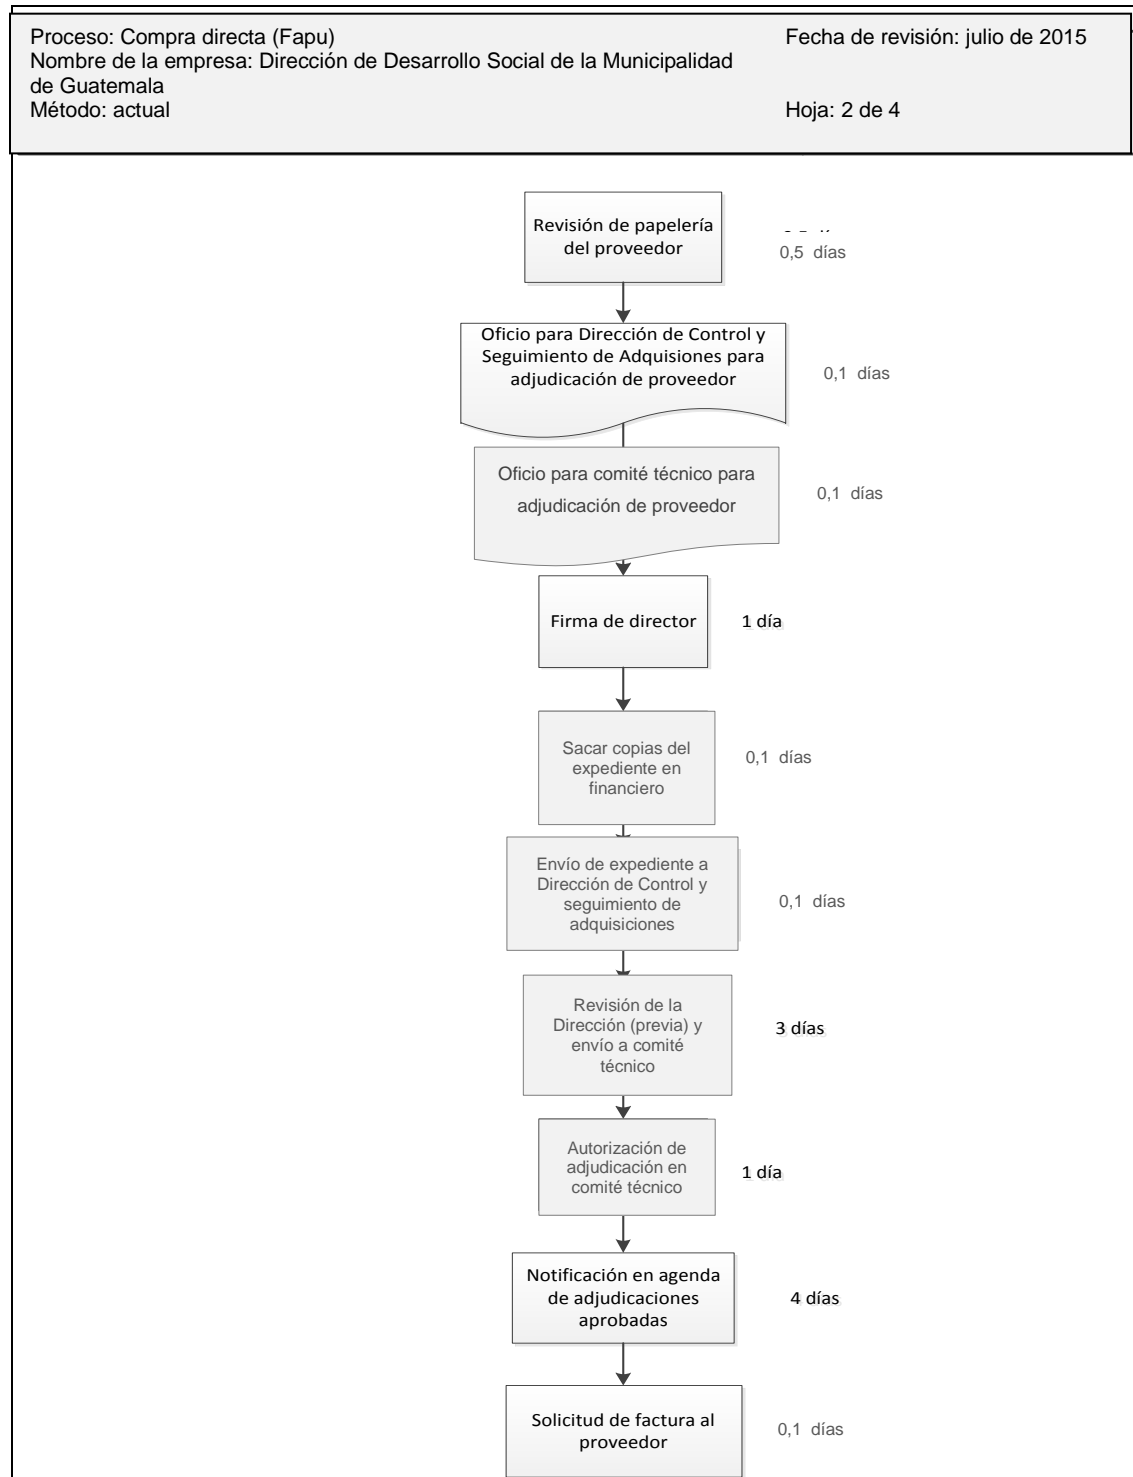 Proceso: Compra directa (Fapu)
Fecha de revisión: julio de 2015
Nombre de la empresa: Dirección de Desarrollo Social de la Municipalidad
de Guatemala
Método: actual
Hoja: 2 de 4
Revisión de papelería
del proveedor
0,5 días
Oficio para Dirección de Control y
Seguimiento de Adquisiones para
adjudicación de proveedor
0,1 días
Oficio para comité técnico para
adjudicación de proveedor
0,1 días
Firma de director
1 día
Sacar copias del
expediente en
financiero
0,1 días
Envío de expediente a
Dirección de Control y
seguimiento de
adquisiciones
0,1 días
Revisión de la
Dirección (previa) y
envío a comité
técnico
3 días
Autorización de
adjudicación en
comité técnico
1 día
Notificación en agenda
de adjudicaciones
aprobadas
4 días
Solicitud de factura al
proveedor
0,1 días